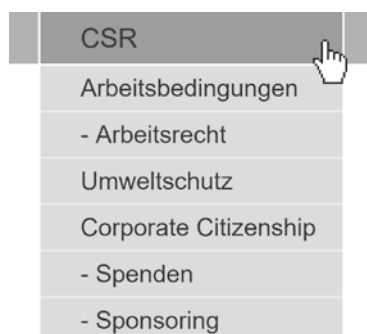 CSR
Arbeitsbedingungen
- Arbeitsrecht
Umweltschutz
Corporate Citizenship
- Spenden
- Sponsoring